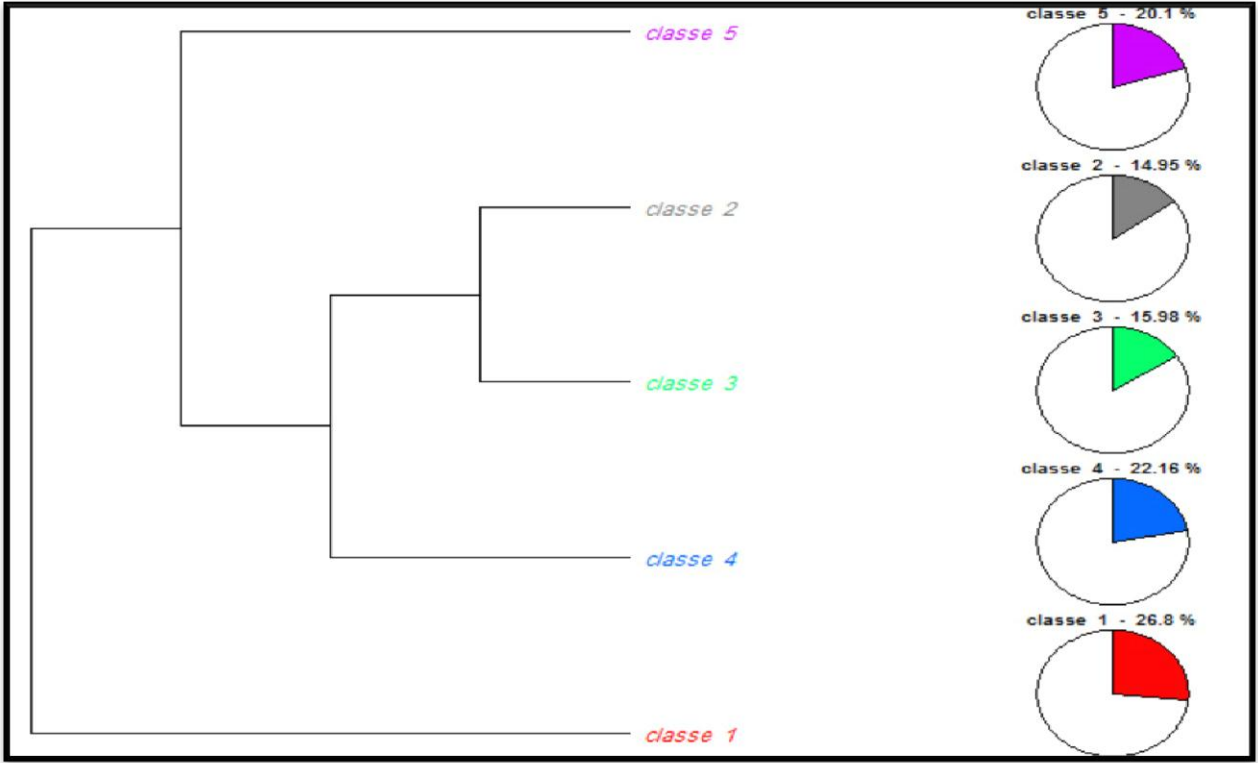 classe 5 - 20.1 %
classe 5
classe 2 - 14.95 %
classe 2
classe 3 - 15.98 %
classe 3
classe 4 - 22.16 %
classe 4
classe 1 - 26.8 %
classe 1